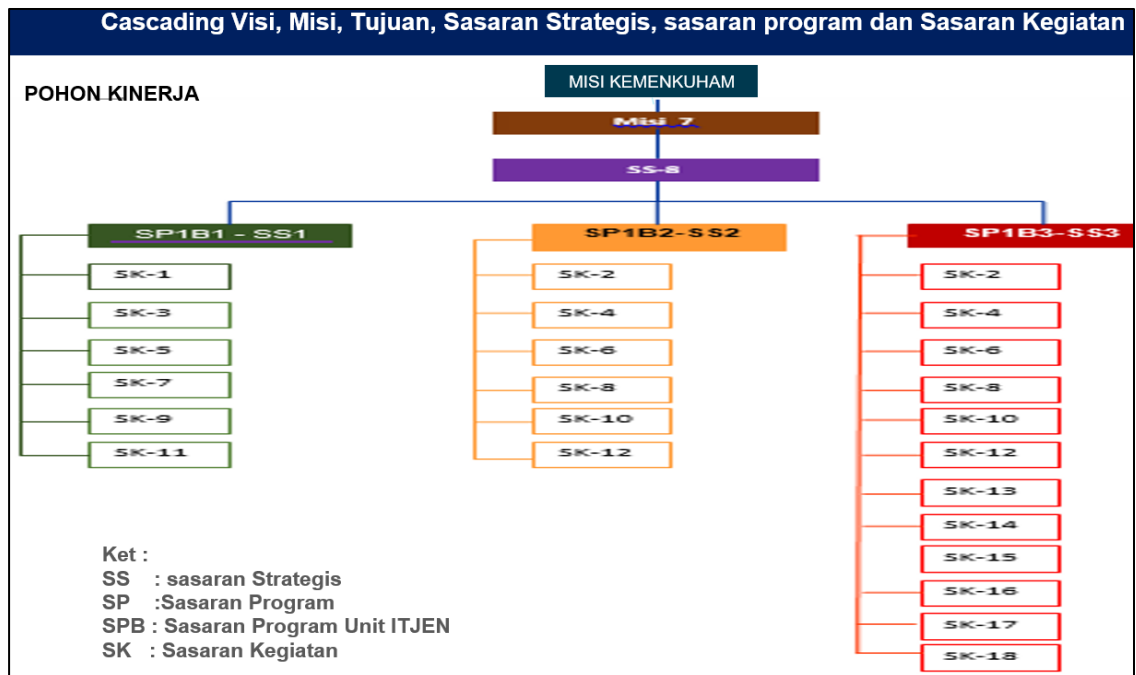 Cascading Visi, Misi, Tujuan, Sasaran Strategis, sasaran program dan Sasaran Kegiatan
POHON KINERJA
MISI KEMENKUHAM
Misi 7
SS-8
SP1B1 - SS1
SK-1
SK-3
SK-5
SK-7
SK-9
SK-11
SP1B2-SS2
SK-2
SK-4
SK-6
SK-8
SK-10
SK-12
SP1B3-SS3
SK-2
SK-4
SK-6
SK-8
SK-10
SK-12
SK-13
SK-14
SK-15
SK-16
SK-17
SK-18
Ket :
SS : sasaran Strategis
SP :Sasaran Program
SPB : Sasaran Program Unit ITJEN
SK : Sasaran Kegiatan